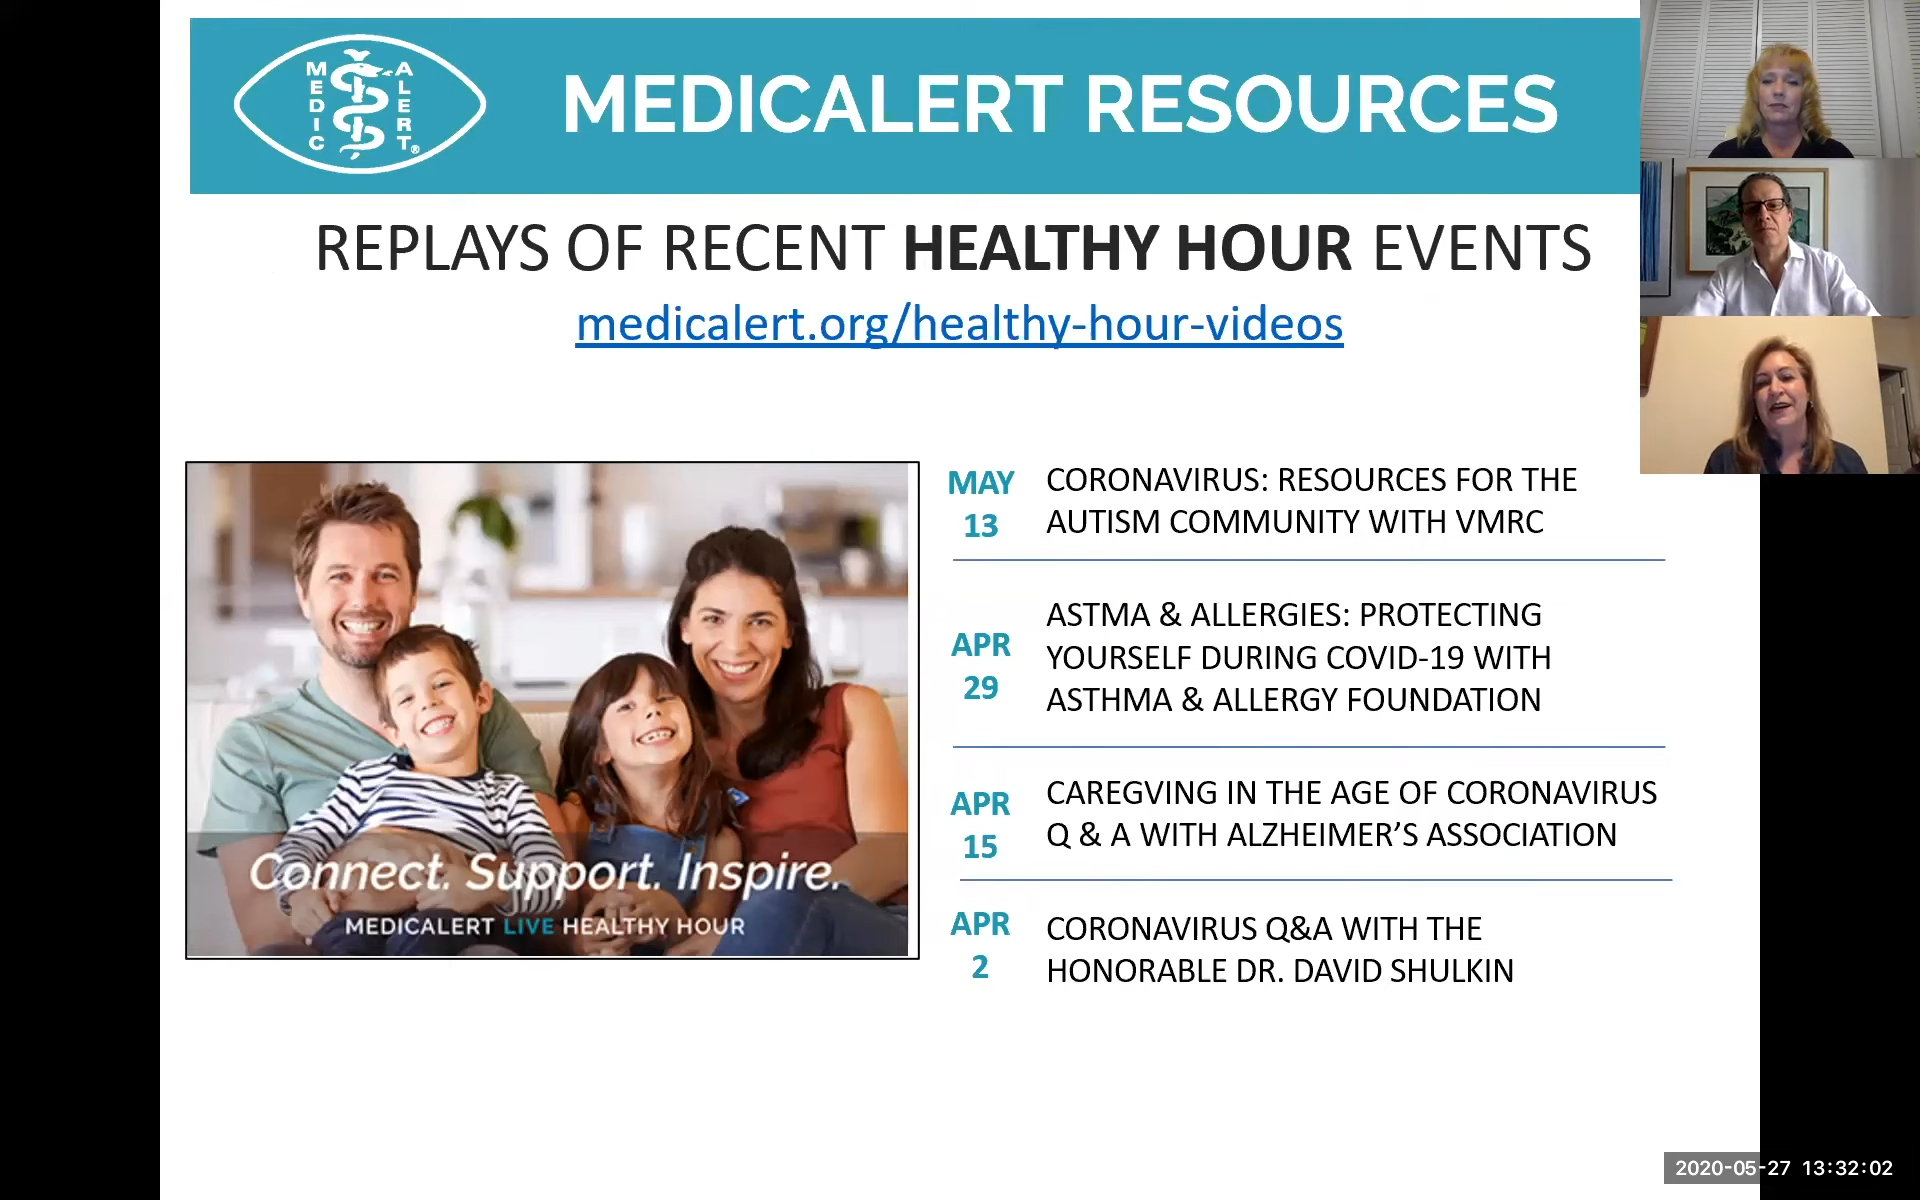 MEDIC ALERT®
MEDICALERT RESOURCES
REPLAYS OF RECENT HEALTHY HOUR EVENTS
medicalert.org/healthy-hour-videos
MAY
13
CORONAVIRUS: RESOURCES FOR THE
AUTISM COMMUNITY WITH VMRC
APR
29
ASTMA & ALLERGIES: PROTECTING
YOURSELF DURING COVID-19 WITH
ASTHMA & ALLERGY FOUNDATION
APR
15
CAREGVING IN THE AGE OF CORONAVIRUS
Q & A WITH ALZHEIMER’S ASSOCIATION
APR
2
CORONAVIRUS Q&A WITH THE
HONORABLE DR. DAVID SHULKIN
Connect. Support. Inspire.
MEDICALERT LIVE HEALTHY HOUR
2020-05-27 13:32:02